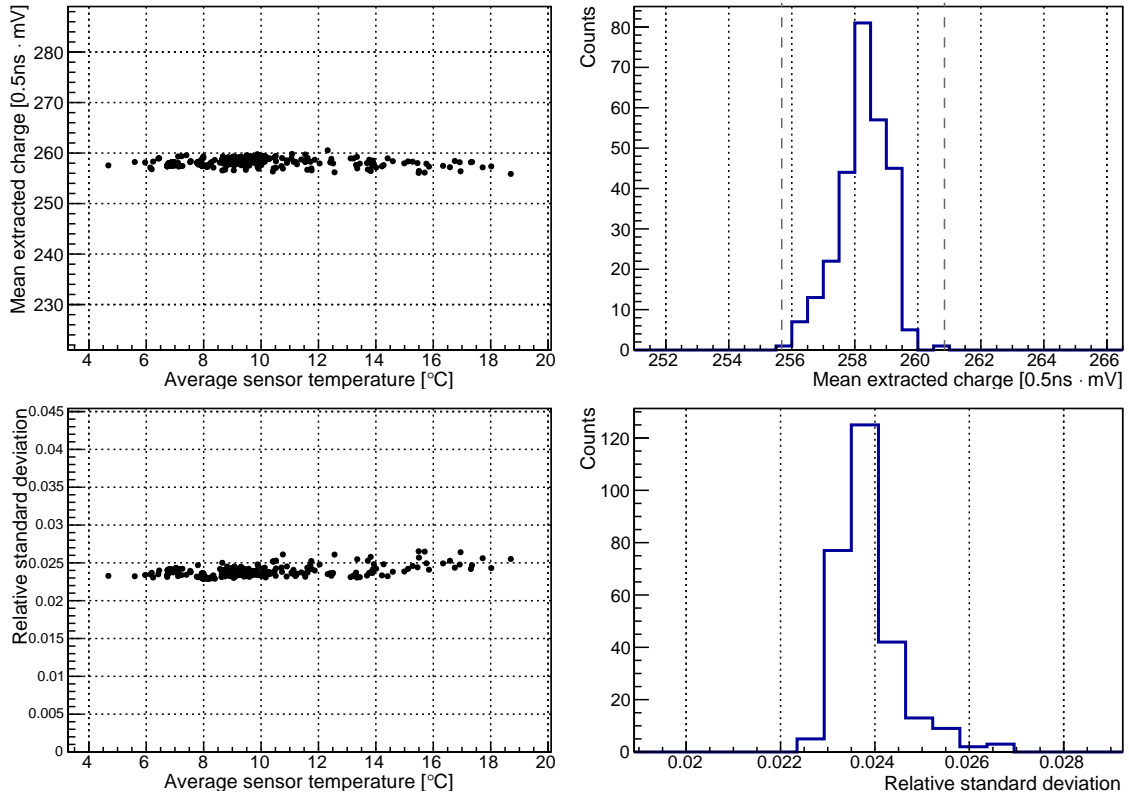 Mean extracted charge [0.5ns · mV]
280
270
260
250
240
230
4 6 8 10 12 14 16 18 20
Average sensor temperature [°C]
Counts
80
70
60
50
40
30
20
10
0
252 254 256 258 260 262 264 266
Mean extracted charge [0.5ns · mV]
Relative standard deviation
0.045
0.04
0.035
0.03
0.025
0.02
0.015
0.01
0.005
0
4 6 8 10 12 14 16 18 20
Average sensor temperature [°C]
Counts
120
100
80
60
40
20
0
0.02 0.022 0.024 0.026 0.028
Relative standard deviation